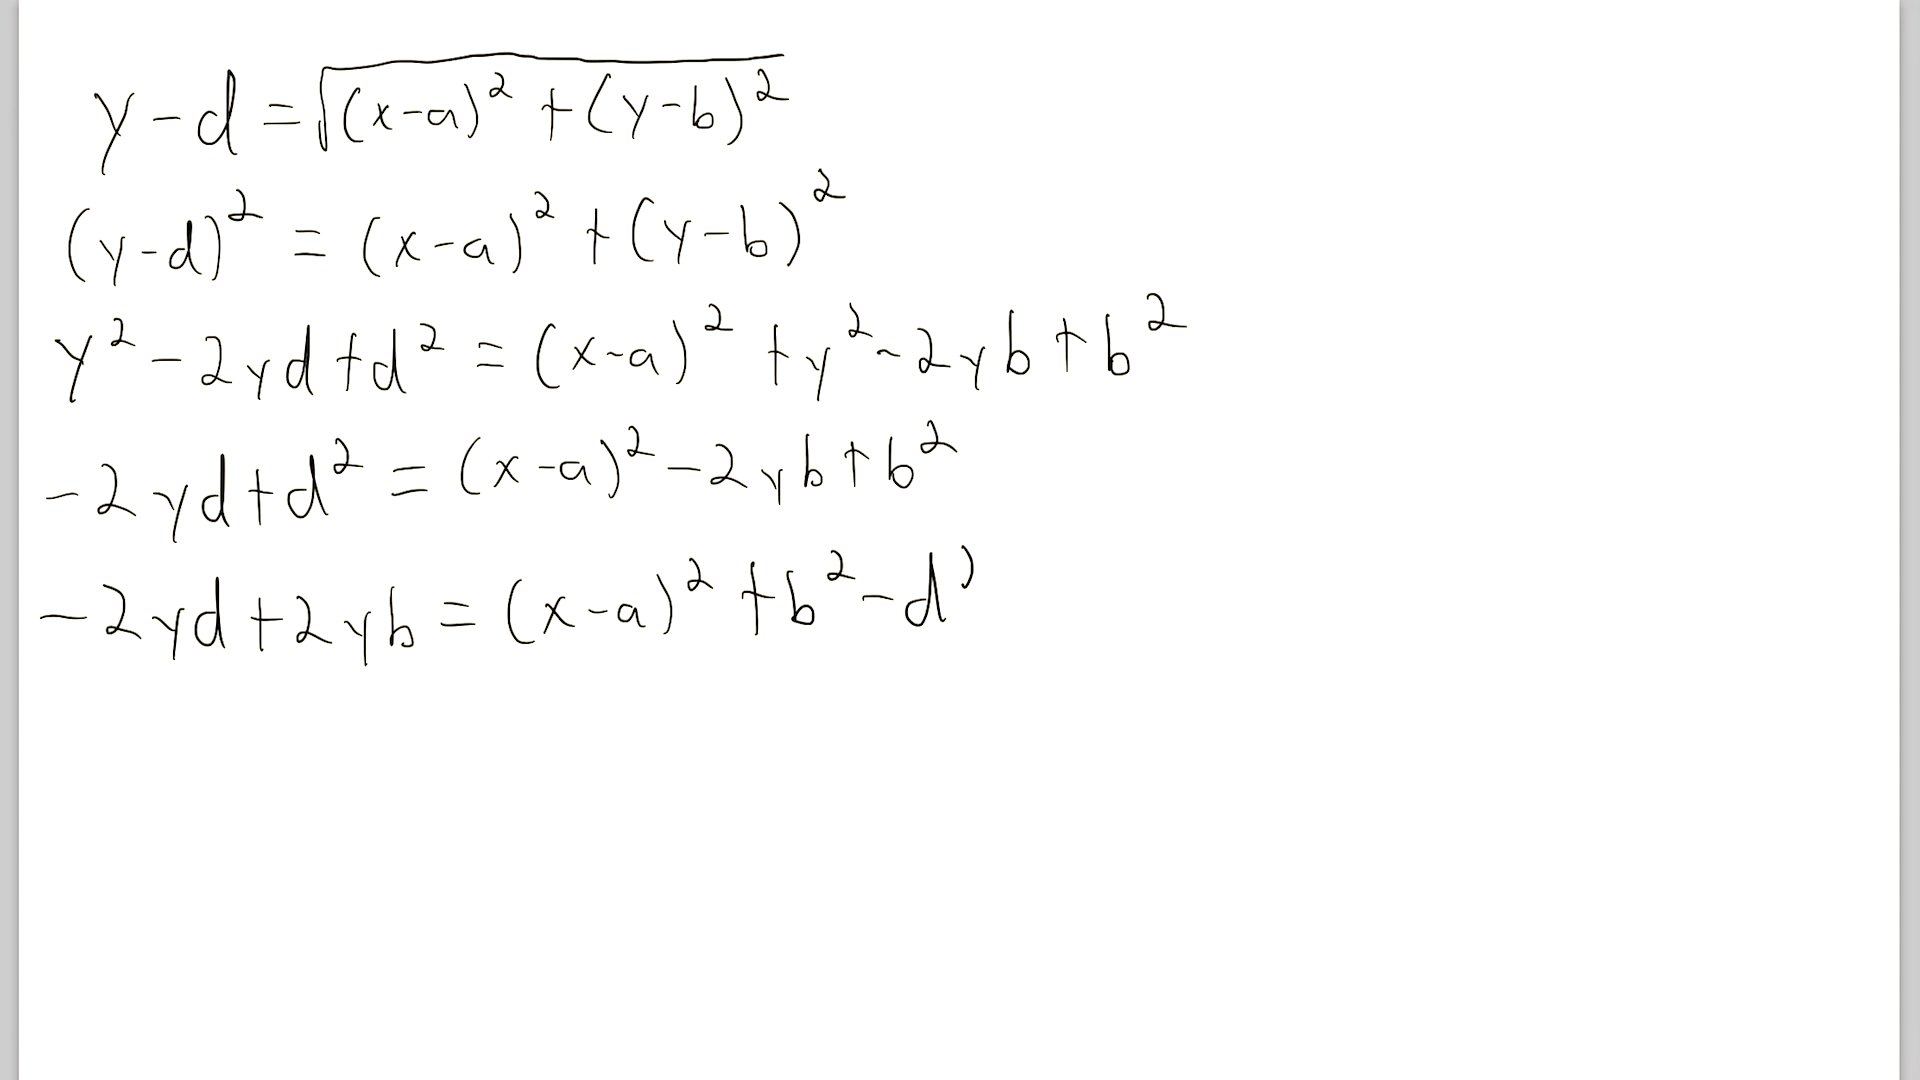 y-d = √(x-a)² + (y-b)²
(y-d)² = (x-a)² + (y-b)²
y² - 2yd + d² = (x-a)² + y² - 2yb + b²
-2yd + d² = (x-a)² - 2yb + b²
-2yd + 2yb = (x-a)² + b² - d